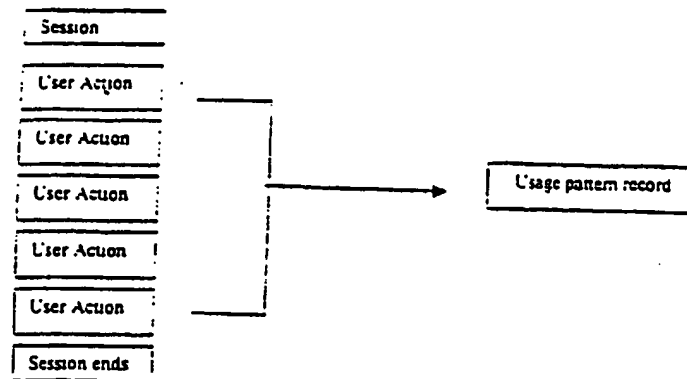 Session
User Action
User Action
User Action
User Action
User Action
Session ends
Usage pattern record